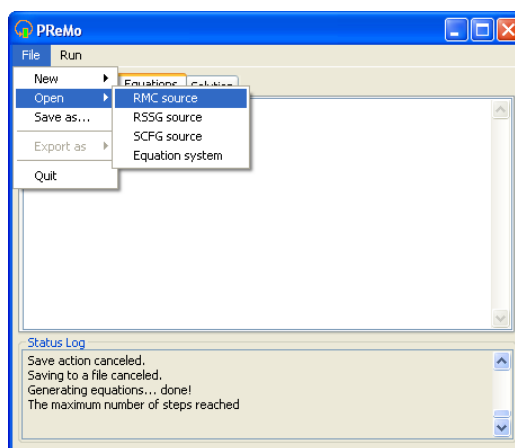 PReMo
File Run
New
Equations Solution
Open
RMC source
Save as...
RSSG source
SCFG source
Export as
Equation system
Quit
Status Log
Save action canceled.
Saving to a file canceled.
Generating equations... done!
The maximum number of steps reached